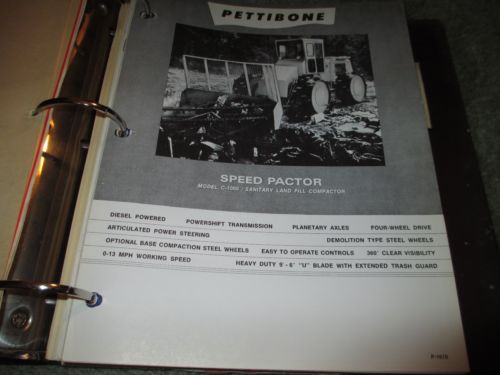 PETTIBONE
SPEED PACTOR
MODEL C-1000 / SANITARY LAND FILL COMPACTOR
DIESEL POWERED POWERSHIFT TRANSMISSION PLANETARY AXLES FOUR-WHEEL DRIVE
ARTICULATED POWER STEERING DEMOLITION TYPE STEEL WHEELS
OPTIONAL BASE COMPACTION STEEL WHEELS EASY TO OPERATE CONTROLS 360° CLEAR VISIBILITY
0-13 MPH WORKING SPEED HEAVY DUTY 9'-6" "U" BLADE WITH EXTENDED TRASH GUARD